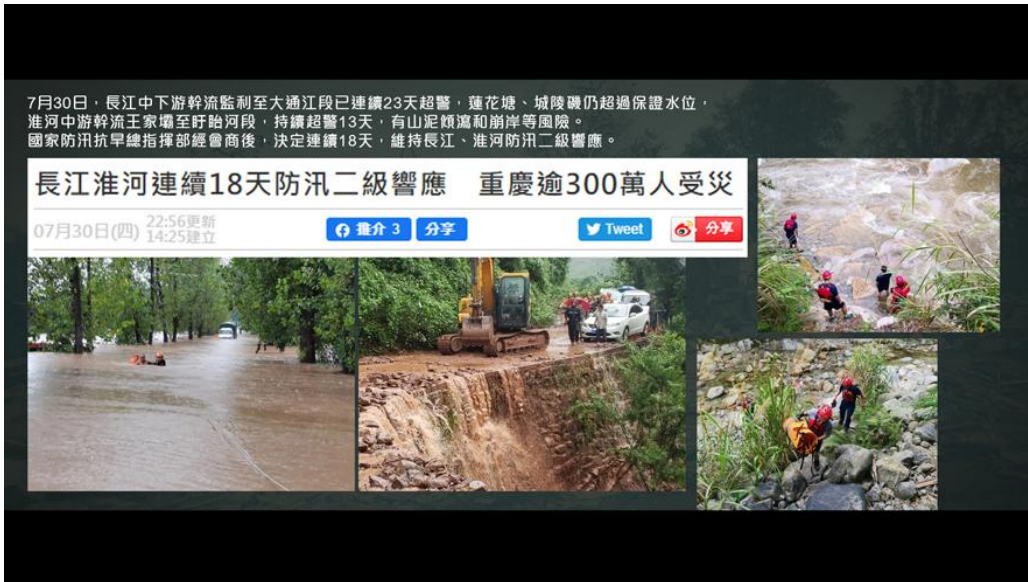 7月30日，長江中下游幹流監利至大通江段已連續23天超警，蓮花塘、城陵磯仍超過保證水位，
淮河中游幹流王家壩至盱眙河段，持續超警13天，有山泥傾瀉和崩岸等風險。
國家防汛抗旱總指揮部經會商後，決定連續18天，維持長江、淮河防汛二級響應。
長江淮河連續18天防汛二級響應　重慶逾300萬人受災
07月30日(四) 22:56更新
14:25建立
推介 3 分享 Tweet 分享